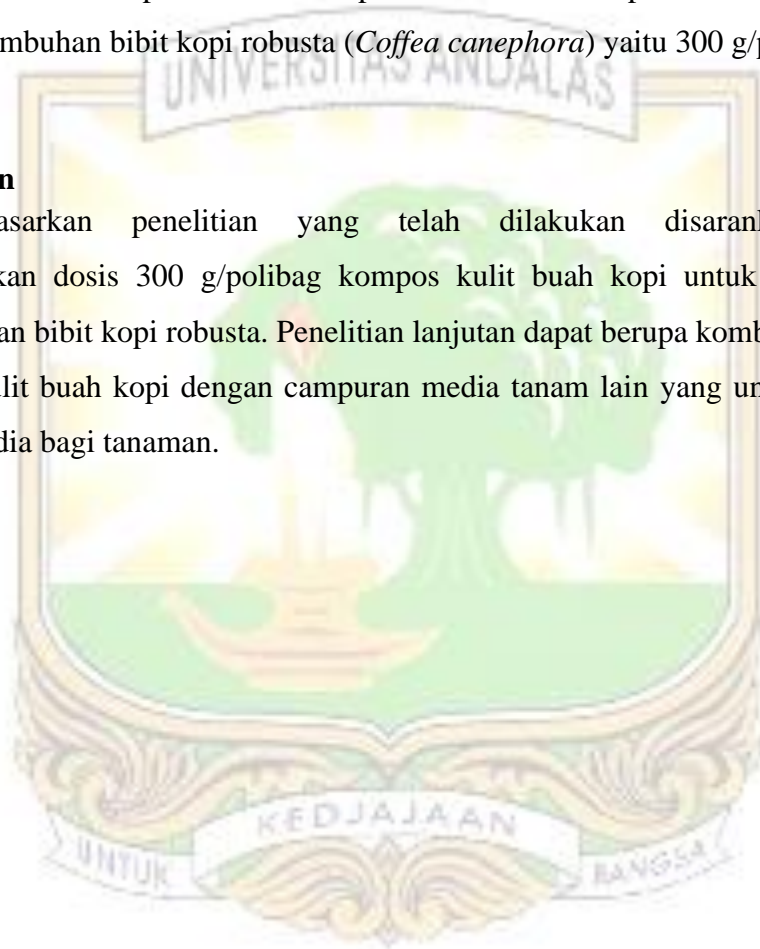 mbuhan bibit kopi robusta (Coffea canephora) yaitu 300 g/p
UNIVERSITAS ANDALAS
n
asarkan penelitian yang telah dilakukan disaranl
kan dosis 300 g/polibag kompos kulit buah kopi untuk
an bibit kopi robusta. Penelitian lanjutan dapat berupa komb
ulit buah kopi dengan campuran media tanam lain yang un
dia bagi tanaman.
KEDJAJAAN
UNTUK BANGSA